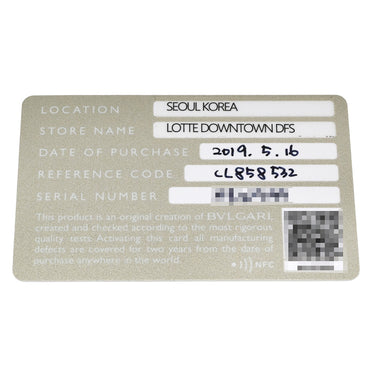 LOCATION SEOUL KOREA
STORE NAME LOTTE DOWNTOWN DFS
DATE OF PURCHASE 2019. 5. 16
REFERENCE CODE CL858532
SERIAL NUMBER
This product is an original creation of BVLGARI,
created and checked according to the most rigorous
quality tests. Activating this card all manufacturing
defects are covered for two years from the date of
purchase anywhere in the world.
NFC